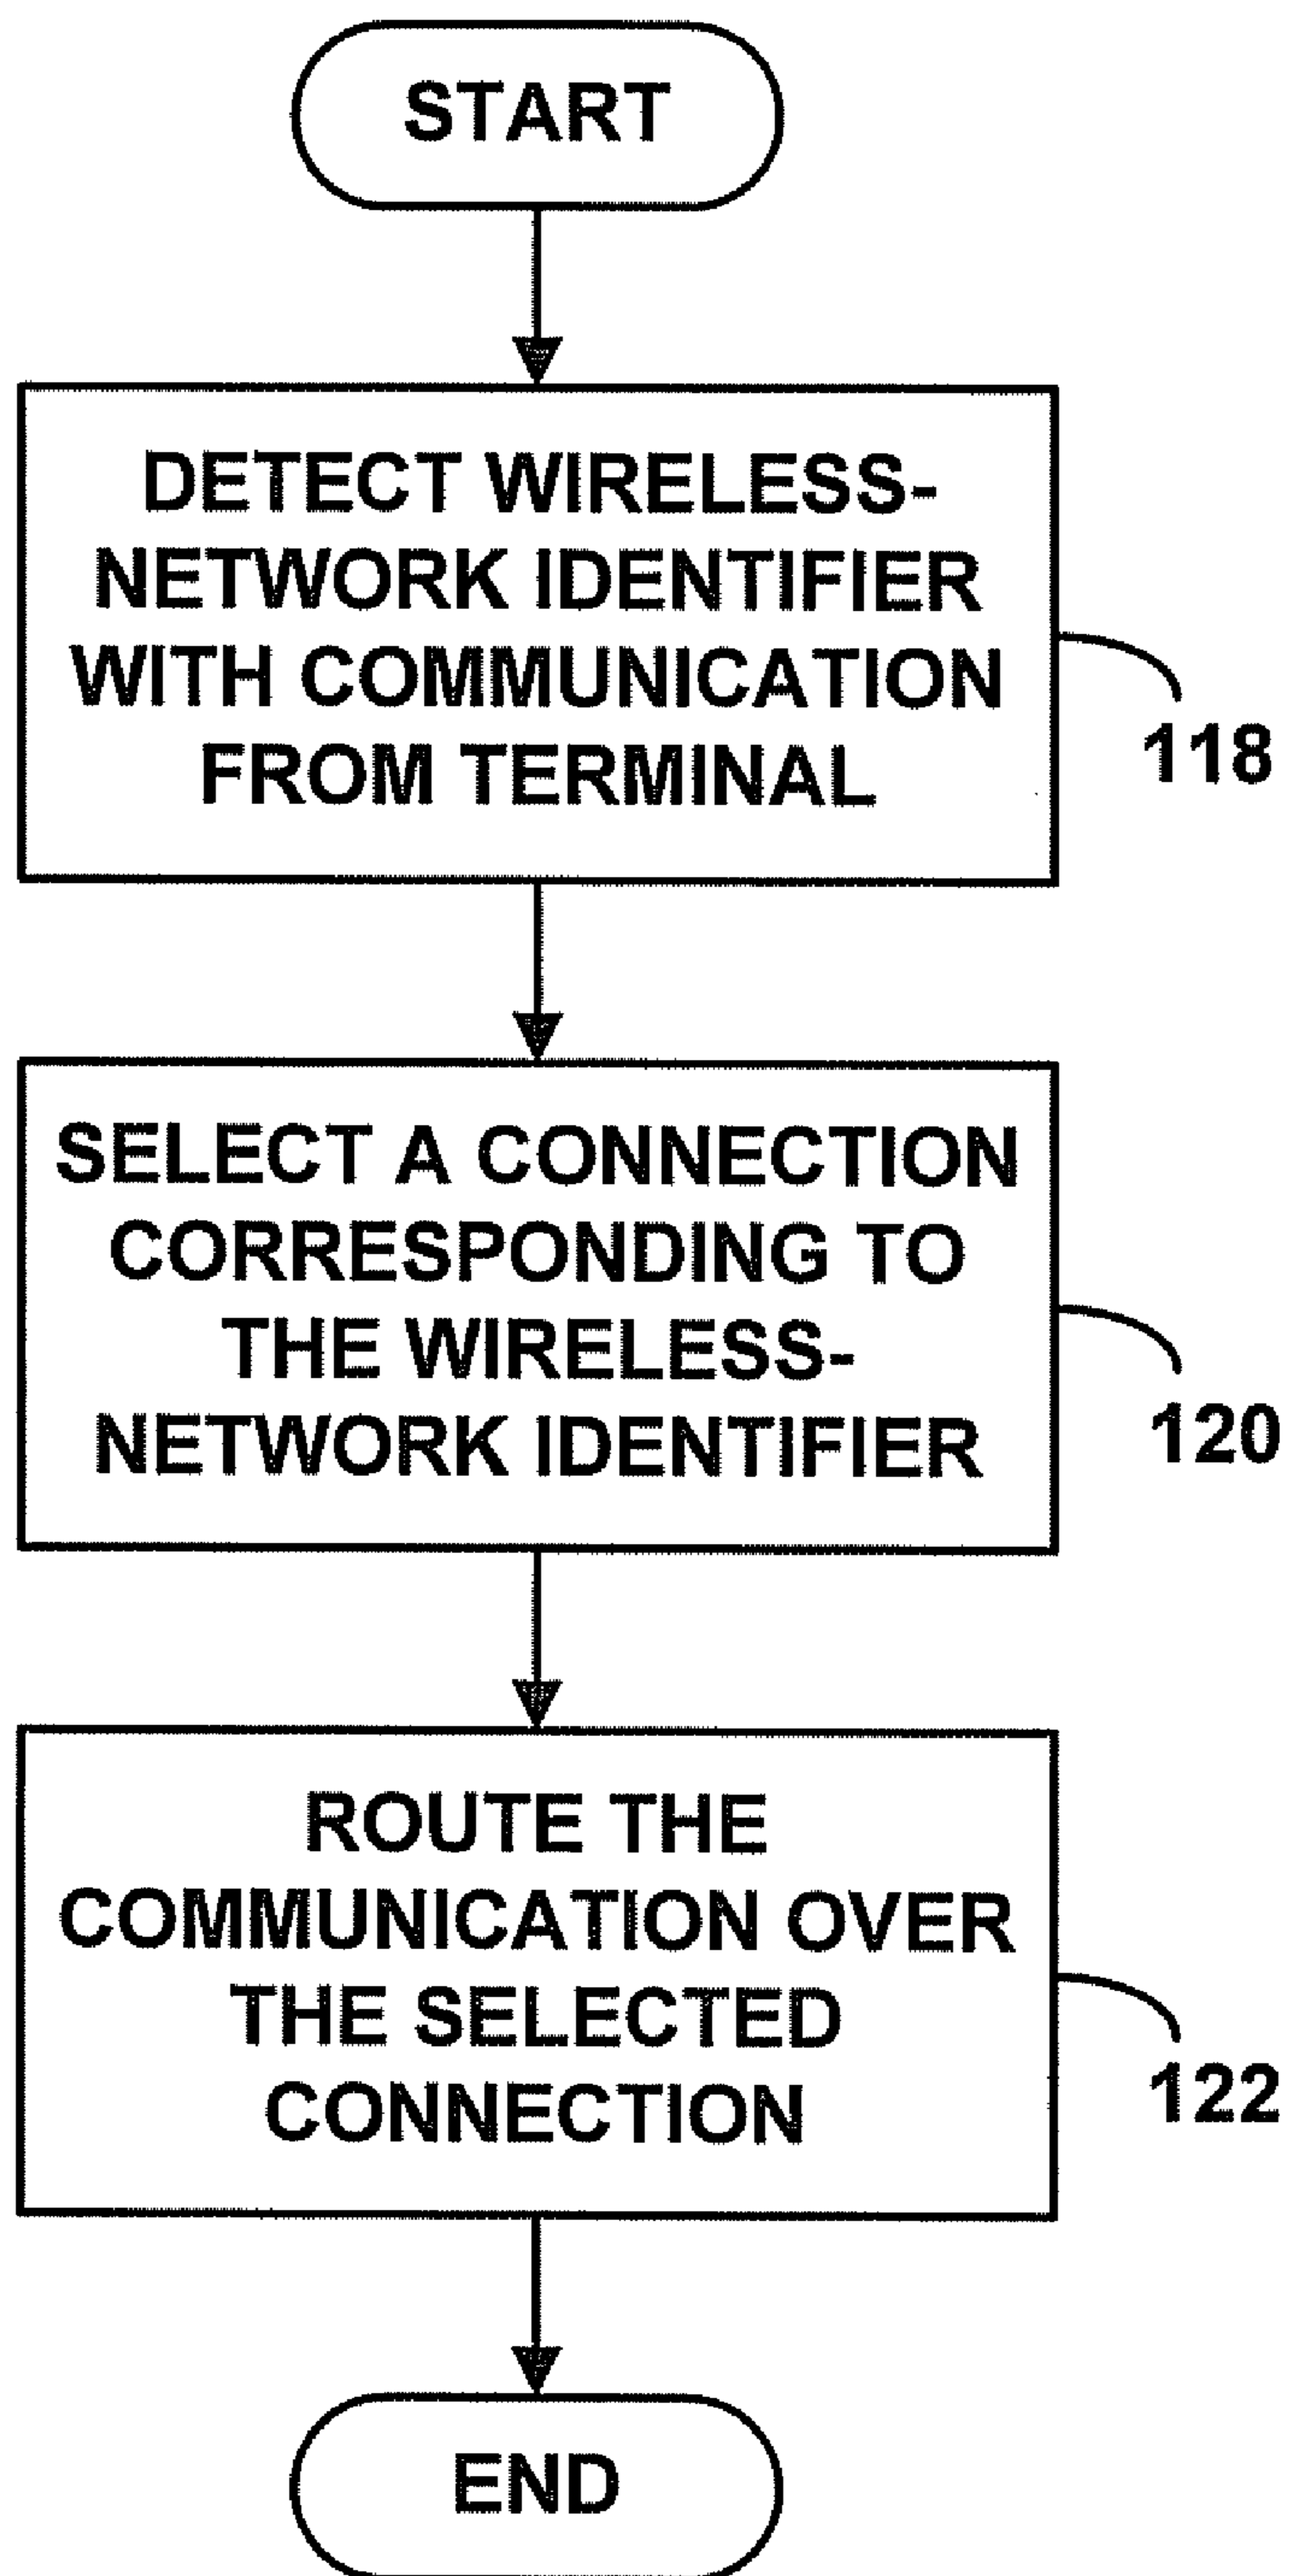 START
DETECT WIRELESS-
NETWORK IDENTIFIER
WITH COMMUNICATION
FROM TERMINAL
118
SELECT A CONNECTION
CORRESPONDING TO
THE WIRELESS-
NETWORK IDENTIFIER
120
ROUTE THE
COMMUNICATION OVER
THE SELECTED
CONNECTION
122
END